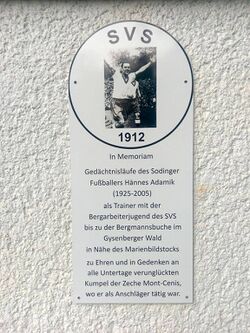 SVS
1912
In Memoriam
Gedächtnisläufe des Sodinger
Fußballers Hännes Adamik
(1925-2005)
als Trainer mit der
Bergarbeiterjugend des SVS
bis zu der Bergmannsbuche im
Gysenberger Wald
in Nähe des Marienbildstocks
zu Ehren und in Gedenken an
alle Untertage verunglückten
Kumpel der Zeche Mont-Cenis,
wo er als Anschläger tätig war.